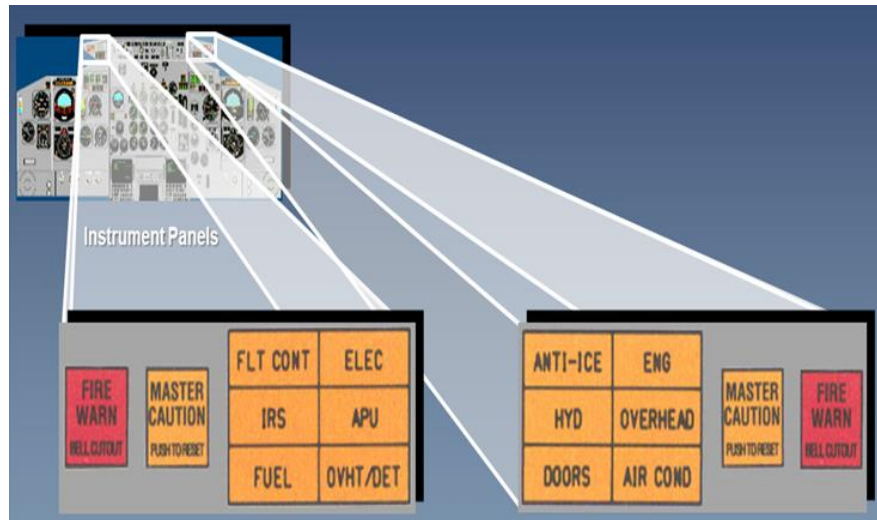 Instrument Panels
FIRE
WARN
BELL CUTOUT
MASTER
CAUTION
PUSH TO RESET
FLT CONT ELEC
IRS APU
FUEL OVHT/DET
ANTI-ICE ENG
HYD OVERHEAD
DOORS AIR COND
MASTER
CAUTION
PUSH TO RESET
FIRE
WARN
BELL CUTOUT